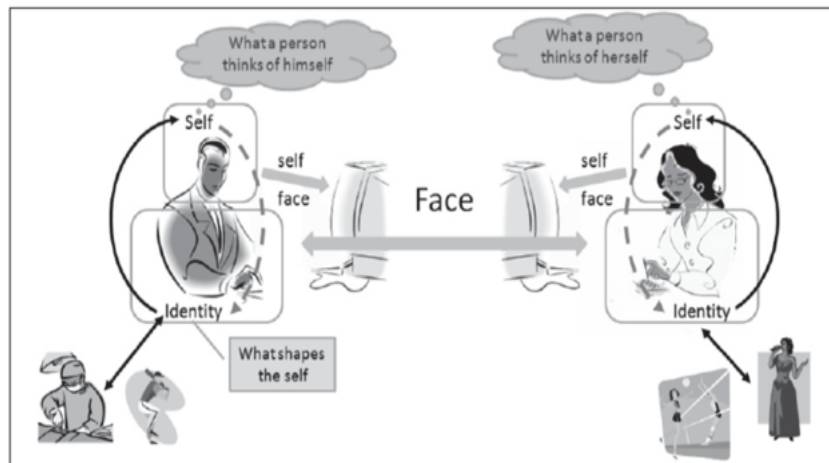 What a person
thinks of himself
What a person
thinks of herself
Self
Self
self
face
Face
self
face
Identity
Identity
What shapes
the self